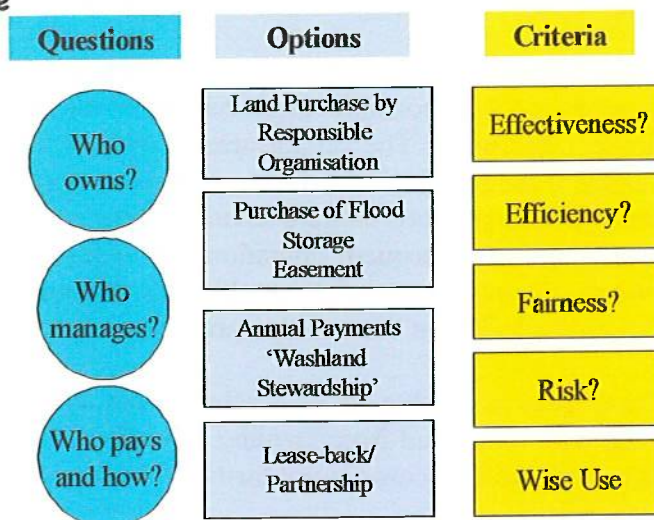 Questions
Who
owns?
Who
manages?
Who pays
and how?
Options
Land Purchase by
Responsible
Organisation
Purchase of Flood
Storage
Easement
Annual Payments
'Washland
Stewardship'
Lease-back/
Partnership
Criteria
Effectiveness?
Efficiency?
Fairness?
Risk?
Wise Use